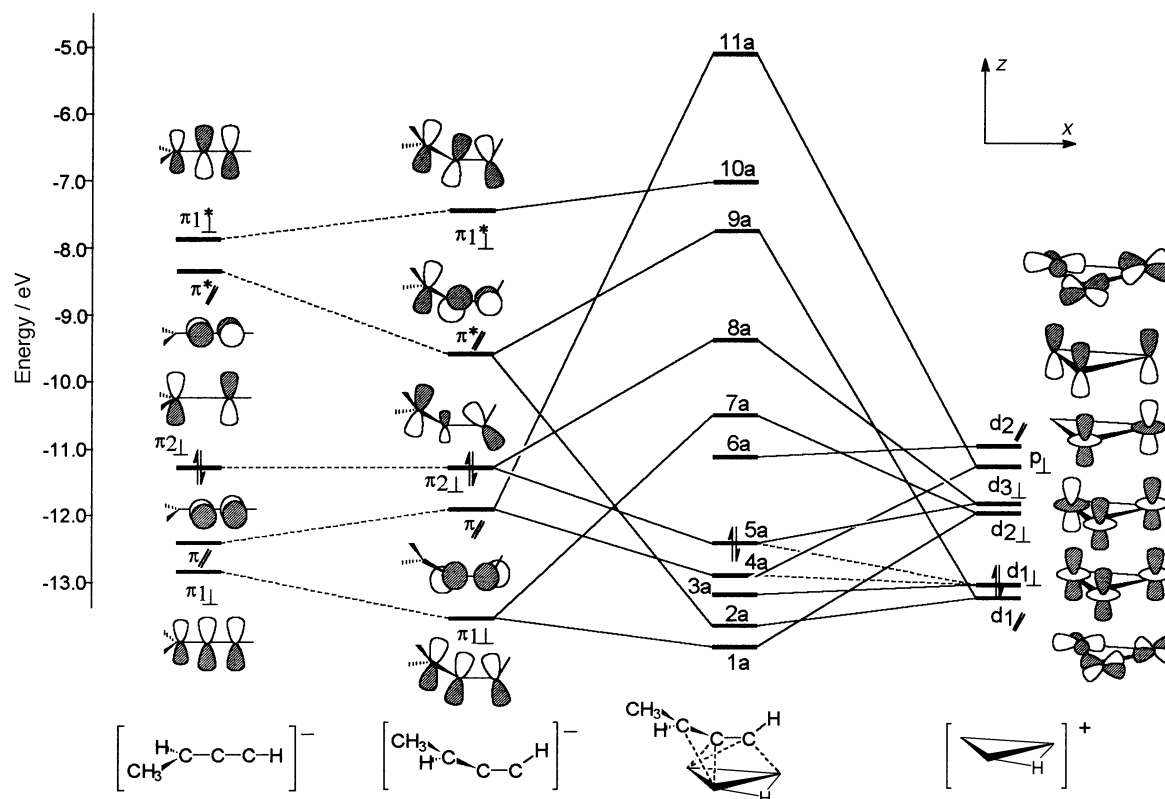 -5.0
-6.0
-7.0
-8.0
-9.0
-10.0
-11.0
-12.0
-13.0
Energy / eV
π1⊥*
π*//
π2⊥
π//
π1⊥
π1⊥*
π*//
π2⊥
π//
π1⊥
11a
10a
9a
8a
7a
6a
5a
4a
3a
2a
1a
z
x
d2//
p⊥
d3⊥
d2⊥
d1⊥
d1//
[ H CH3 C—C—C—H ]−
[ CH3 H C C—C H ]−
CH3 H C C—C H H
[ H ]+